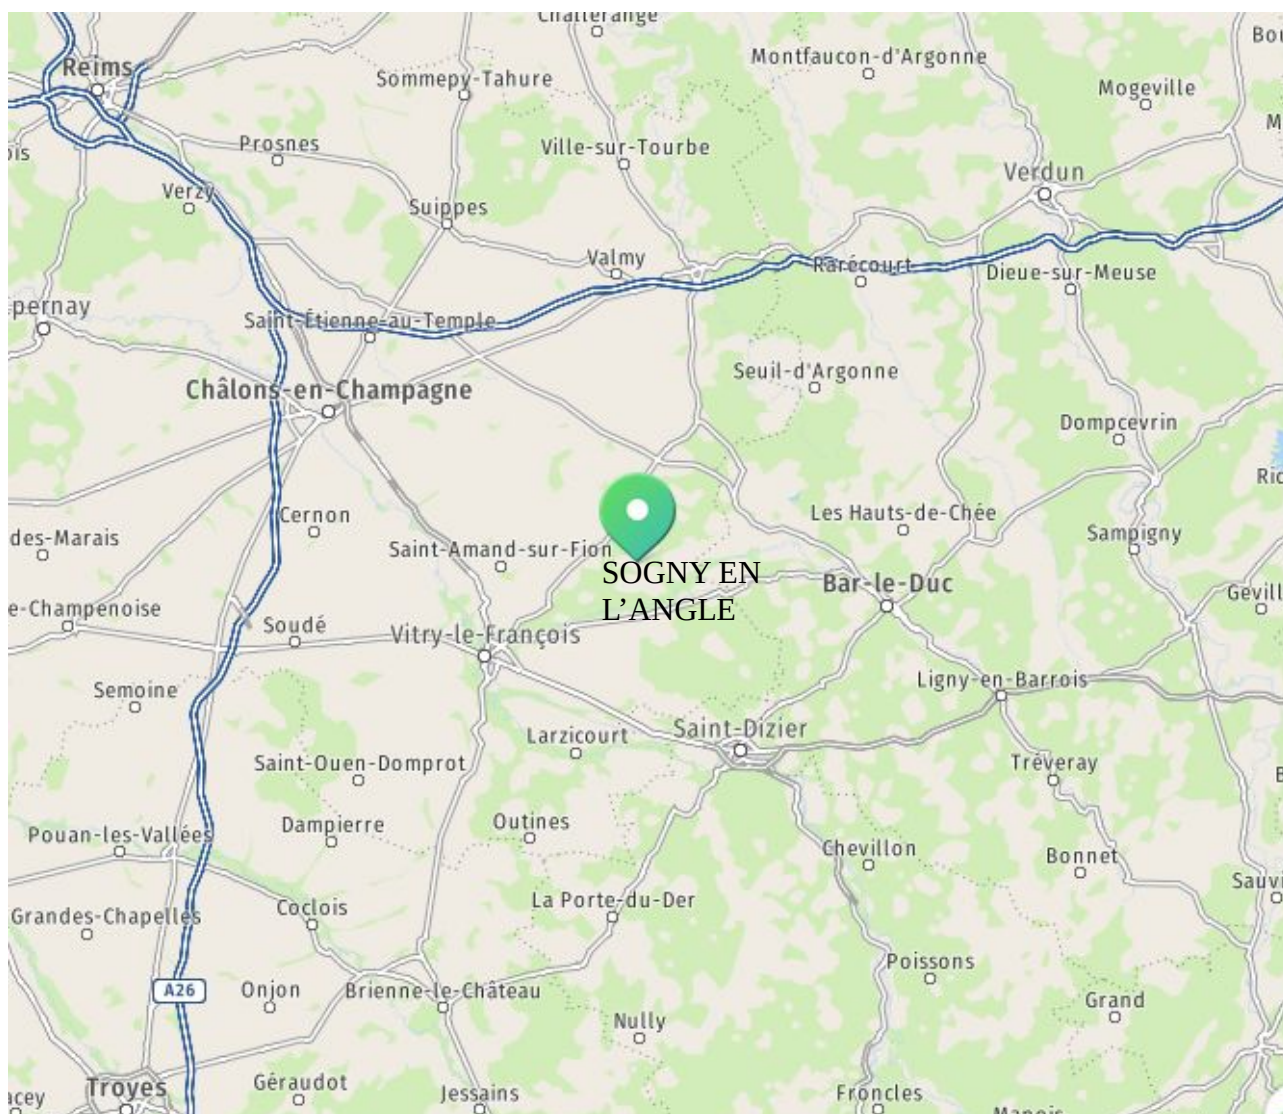 Challerange
Montfaucon-d'Argonne
Reims
Sommepy-Tahure
Mogeville
Prosnes
Ville-sur-Tourbe
Verdun
Verzy
Suippes
Valmy
Rarécourt
Dieue-sur-Meuse
pernay
Saint-Étienne-au-Temple
Seuil-d'Argonne
Châlons-en-Champagne
Dompcevrin
Cernon
Les Hauts-de-Chée
des-Marais
Saint-Amand-sur-Fion
Sampigny
SOGNY EN
L'ANGLE
Bar-le-Duc
e-Champenoise
Soudé
Vitry-le-François
Gévill
Semoine
Ligny-en-Barrois
Larzicourt
Saint-Dizier
Saint-Ouen-Domprot
Tréveray
Pouan-les-Vallées
Dampierre
Outines
Chevillon
Bonnet
Sauvi
Grandes-Chapelles
Coclois
La Porte-du-Der
Poissons
A26
Onjon
Brienne-le-Château
Grand
Nully
Troyes
Géraudot
Jessains
Froncles